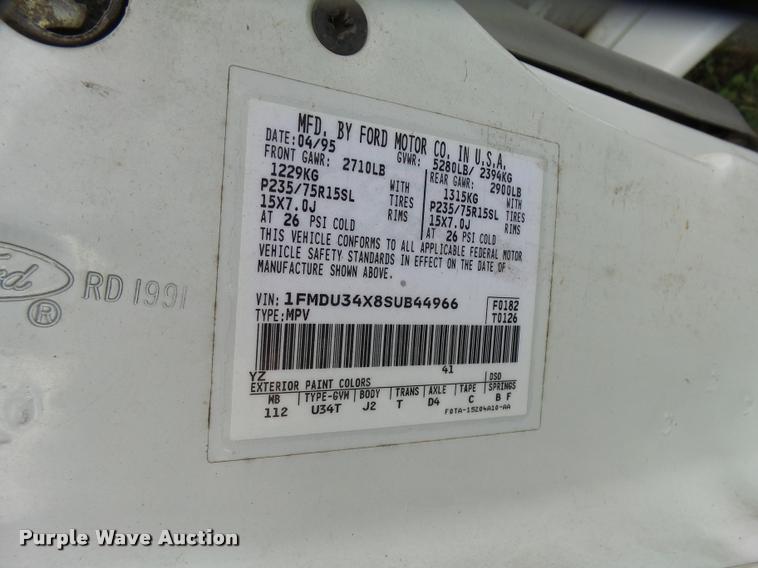 MFD. BY FORD MOTOR CO. IN U.S.A.
DATE: 04/95 GVWR: 5280LB/ 2394KG
FRONT GAWR: 2710LB REAR GAWR: 2900LB
1229KG WITH 1315KG WITH
P235/75R15SL TIRES P235/75R15SL TIRES
15X7.0J RIMS 15X7.0J RIMS
AT 26 PSI COLD AT 26 PSI COLD
THIS VEHICLE CONFORMS TO ALL APPLICABLE FEDERAL MOTOR
VEHICLE SAFETY STANDARDS IN EFFECT ON THE DATE OF
MANUFACTURE SHOWN ABOVE.
Ford ® RD 1991
VIN: 1FMDU34X8SUB44966 F0182
TYPE: MPV T0126
YZ 41
EXTERIOR PAINT COLORS DSO
WB TYPE-GVW BODY TRANS AXLE TAPE SPRINGS
112 U34T J2 T D4 C B F
F0TA-15204A10-AA
Purple Wave Auction